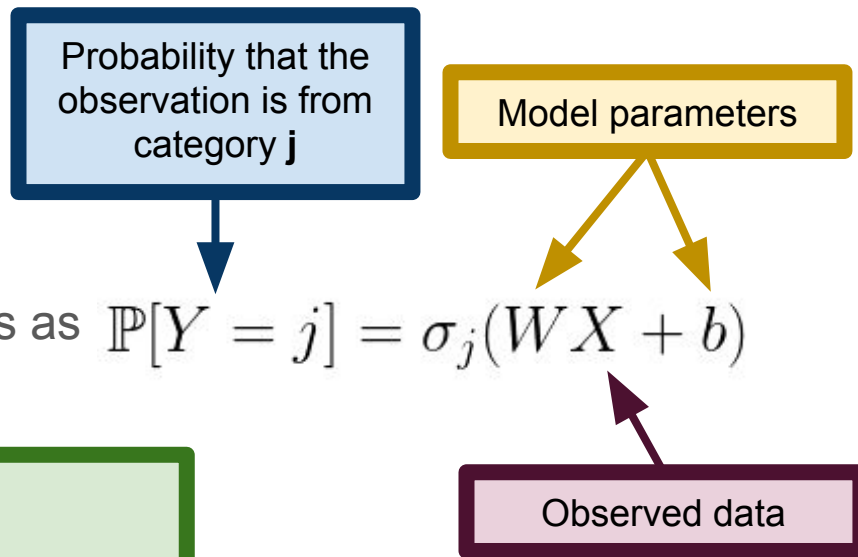 Probability that the
observation is from
category j
Model parameters
s as ℙ[Y = j] = σ_j(WX + b)
Observed data